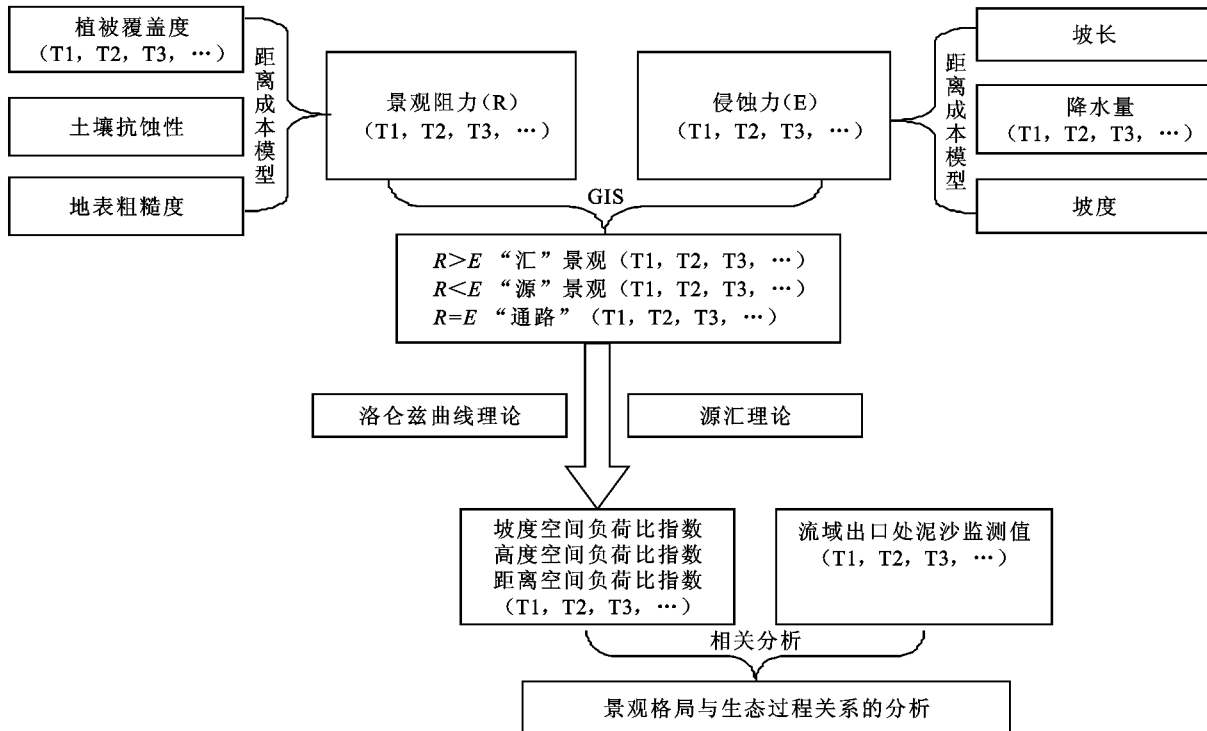 植被覆盖度
（T1，T2，T3，…）
土壤抗蚀性
地表粗糙度
距离成本模型
景观阻力（R）
（T1，T2，T3，…）
侵蚀力（E）
（T1，T2，T3，…）
距离成本模型
坡长
降水量
（T1，T2，T3，…）
坡度
GIS
R>E “汇”景观（T1，T2，T3，…）
R<E “源”景观（T1，T2，T3，…）
R=E “通路”（T1，T2，T3，…）
洛仑兹曲线理论
源汇理论
坡度空间负荷比指数
高度空间负荷比指数
距离空间负荷比指数
（T1，T2，T3，…）
流域出口处泥沙监测值
（T1，T2，T3，…）
相关分析
景观格局与生态过程关系的分析